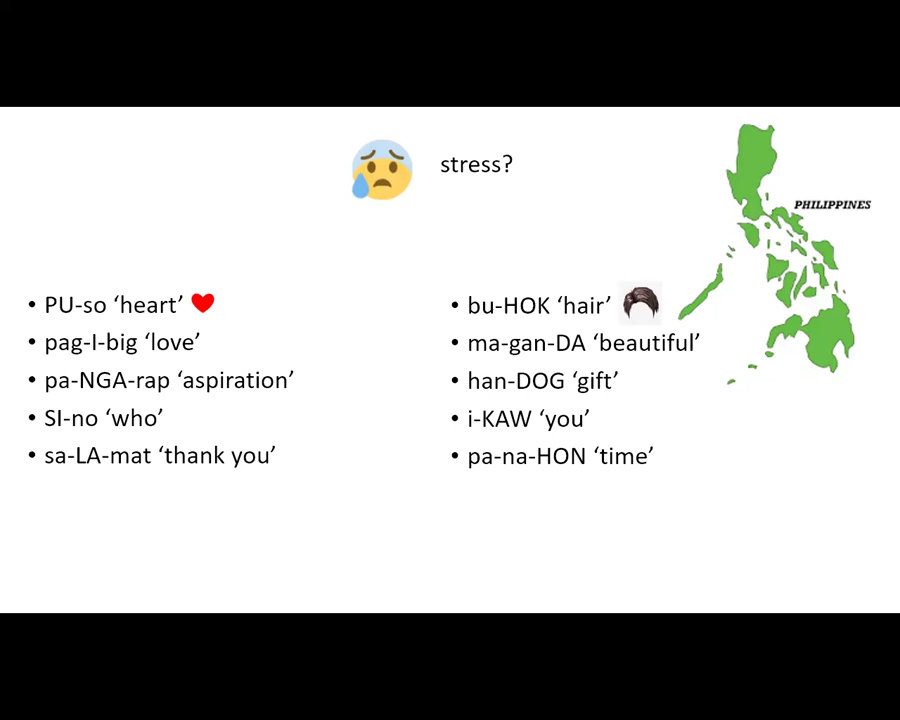 stress?
PHILIPPINES
• PU-so ‘heart’
• pag-I-big ‘love’
• pa-NGA-rap ‘aspiration’
• SI-no ‘who’
• sa-LA-mat ‘thank you’
• bu-HOK ‘hair’
• ma-gan-DA ‘beautiful’
• han-DOG ‘gift’
• i-KAW ‘you’
• pa-na-HON ‘time’